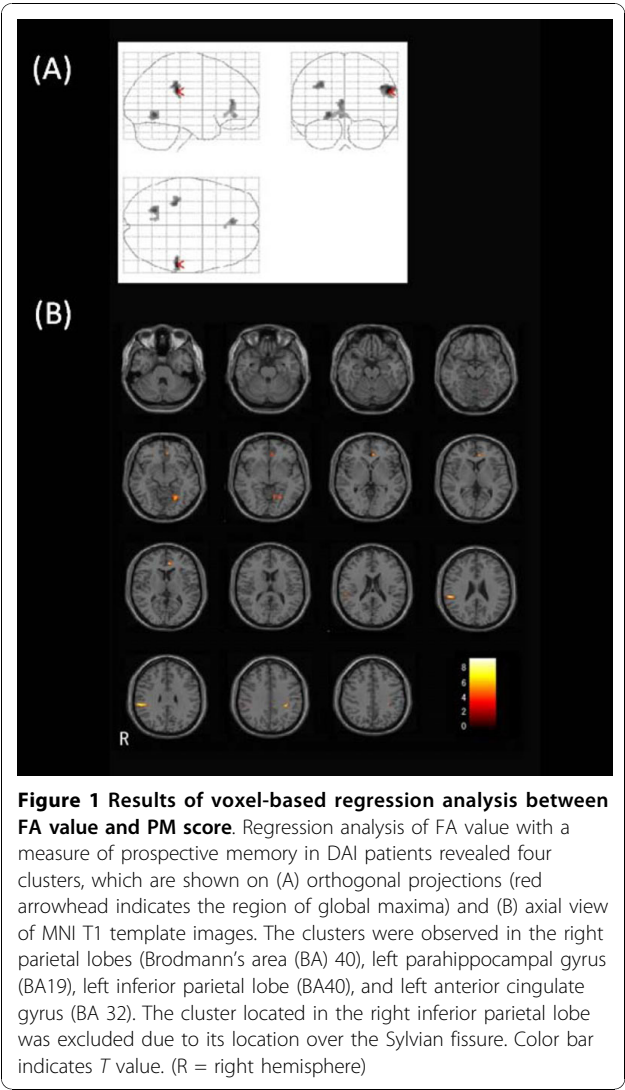 (A)
(B)
8
6
4
2
0
R
Figure 1 Results of voxel-based regression analysis between
FA value and PM score. Regression analysis of FA value with a
measure of prospective memory in DAI patients revealed four
clusters, which are shown on (A) orthogonal projections (red
arrowhead indicates the region of global maxima) and (B) axial view
of MNI T1 template images. The clusters were observed in the right
parietal lobes (Brodmann's area (BA) 40), left parahippocampal gyrus
(BA19), left inferior parietal lobe (BA40), and left anterior cingulate
gyrus (BA 32). The cluster located in the right inferior parietal lobe
was excluded due to its location over the Sylvian fissure. Color bar
indicates T value. (R = right hemisphere)